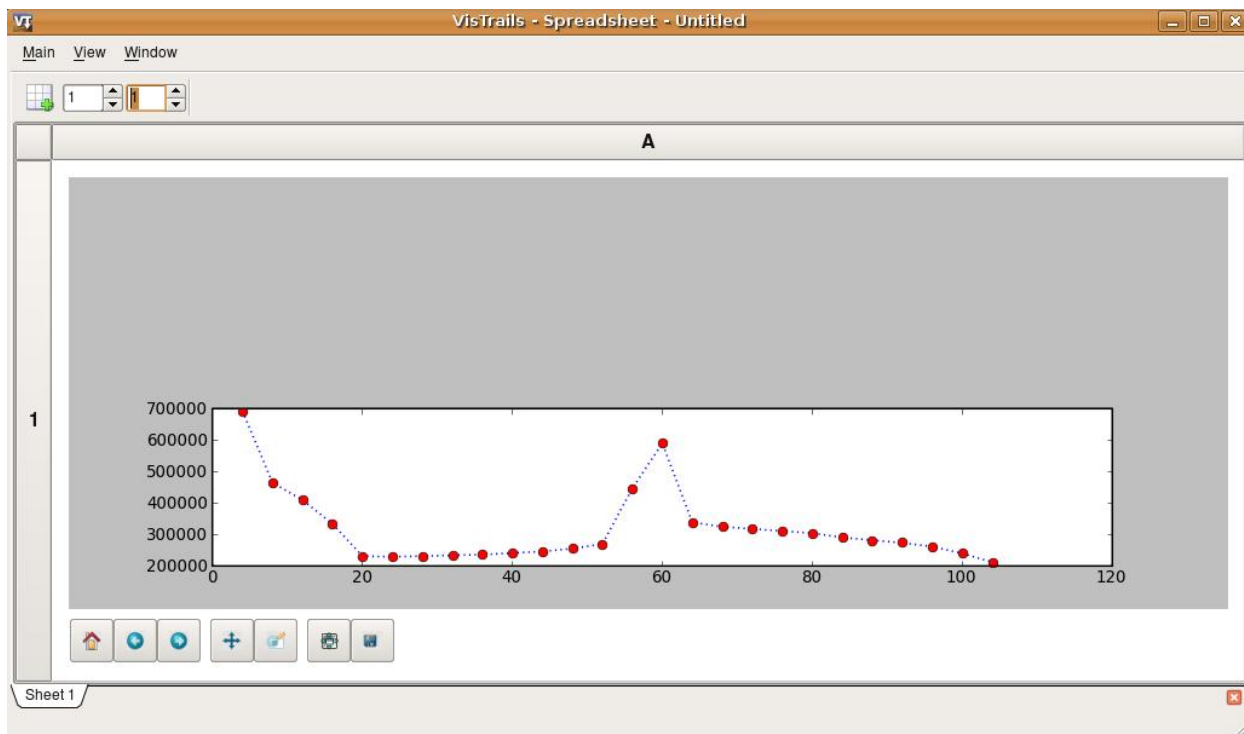 VisTrails - Spreadsheet - Untitled
Main View Window
1 1
A
1
700000
600000
500000
400000
300000
200000
0 20 40 60 80 100 120
Sheet 1